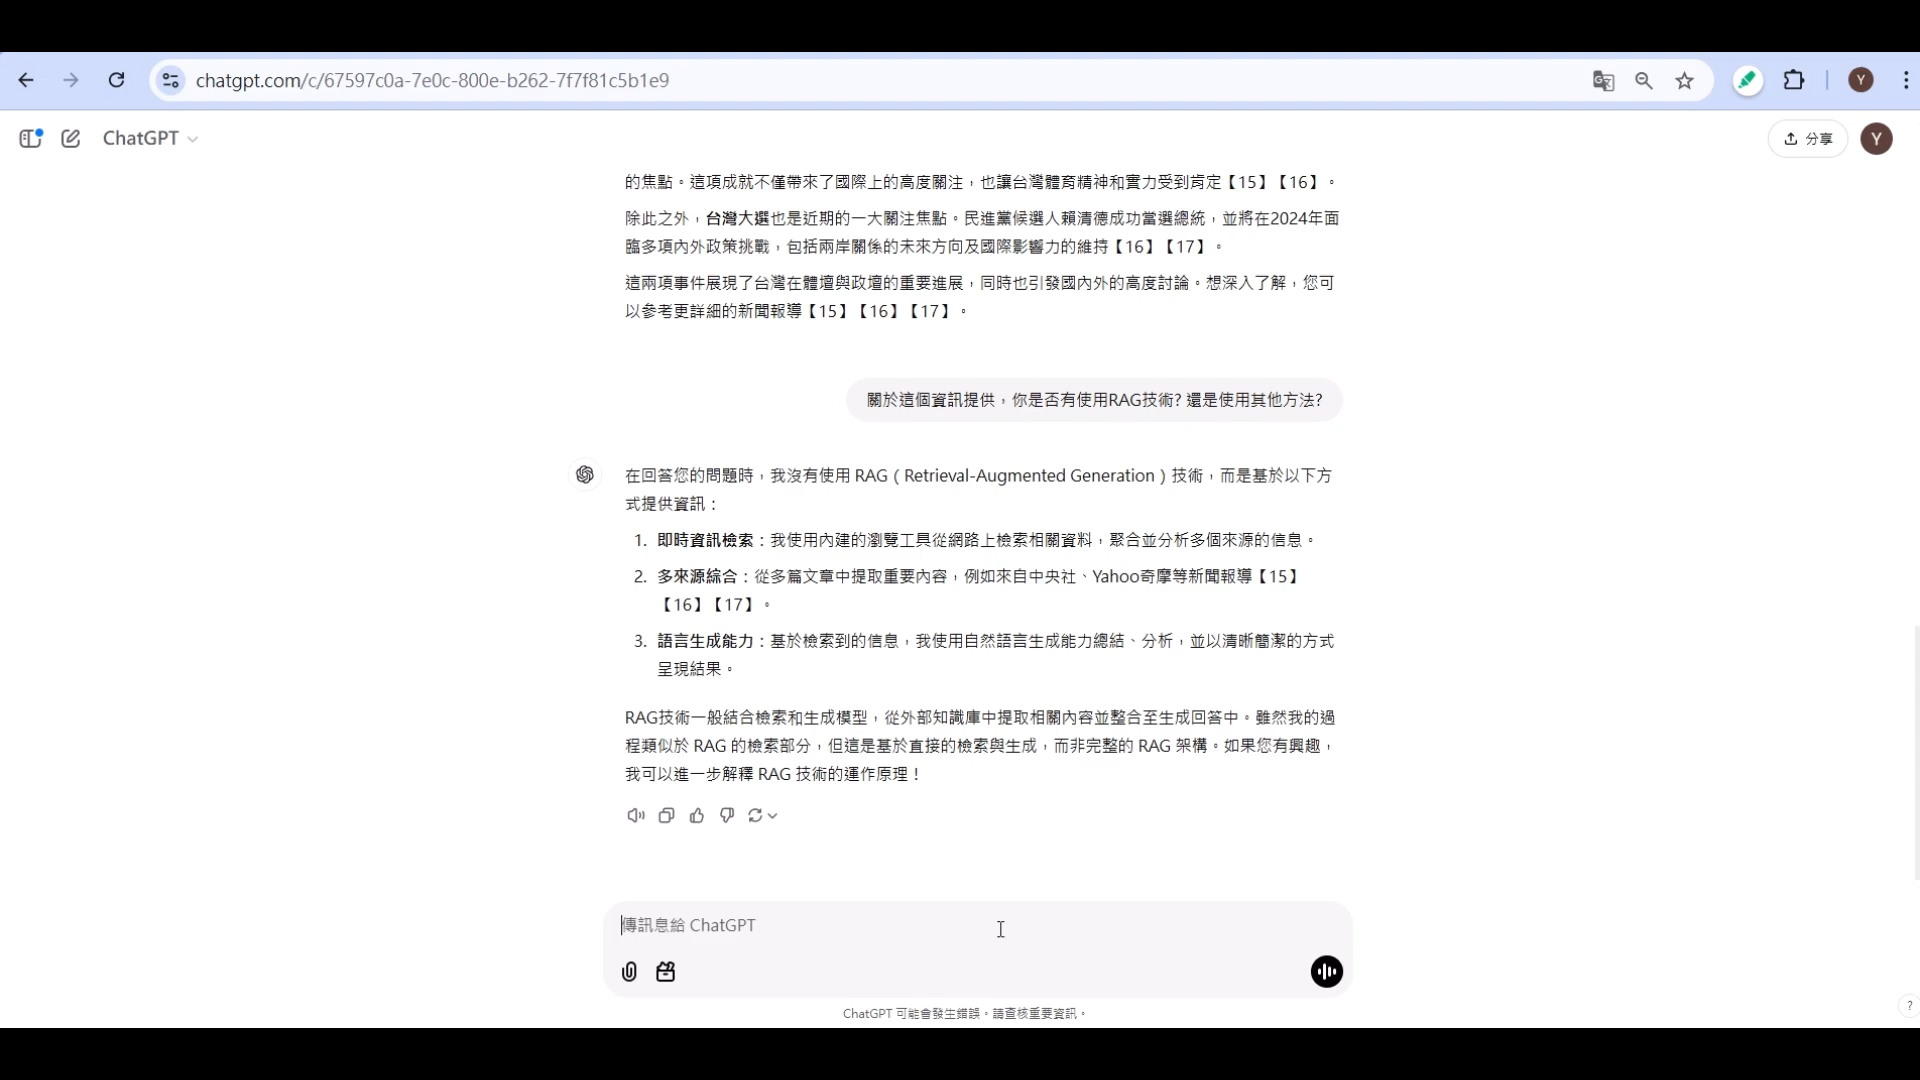 chatgpt.com/c/67597c0a-7e0c-800e-b262-7f7f81c5b1e9
Y
ChatGPT
分享
Y
的焦點。這項成就不僅帶來了國際上的高度關注，也讓台灣體育精神和實力受到肯定【15】【16】。
除此之外，台灣大選也是近期的一大關注焦點。民進黨候選人賴清德成功當選總統，並將在2024年面
臨多項內外政策挑戰，包括兩岸關係的未來方向及國際影響力的維持【16】【17】。
這兩項事件展現了台灣在體壇與政壇的重要進展，同時也引發國內外的高度討論。想深入了解，您可
以參考更詳細的新聞報導【15】【16】【17】。
關於這個資訊提供，你是否有使用RAG技術? 還是使用其他方法?
在回答您的問題時，我沒有使用 RAG（Retrieval-Augmented Generation）技術，而是基於以下方
式提供資訊：
1. 即時資訊檢索：我使用內建的瀏覽工具從網路上檢索相關資料，聚合並分析多個來源的信息。
2. 多來源綜合：從多篇文章中提取重要內容，例如來自中央社、Yahoo奇摩等新聞報導【15】
【16】【17】。
3. 語言生成能力：基於檢索到的信息，我使用自然語言生成能力總結、分析，並以清晰簡潔的方式
呈現結果。
RAG技術一般結合檢索和生成模型，從外部知識庫中提取相關內容並整合至生成回答中。雖然我的過
程類似於 RAG 的檢索部分，但這是基於直接的檢索與生成，而非完整的 RAG 架構。如果您有興趣，
我可以進一步解釋 RAG 技術的運作原理！
傳訊息給 ChatGPT
ChatGPT 可能會發生錯誤。請查核重要資訊。
?